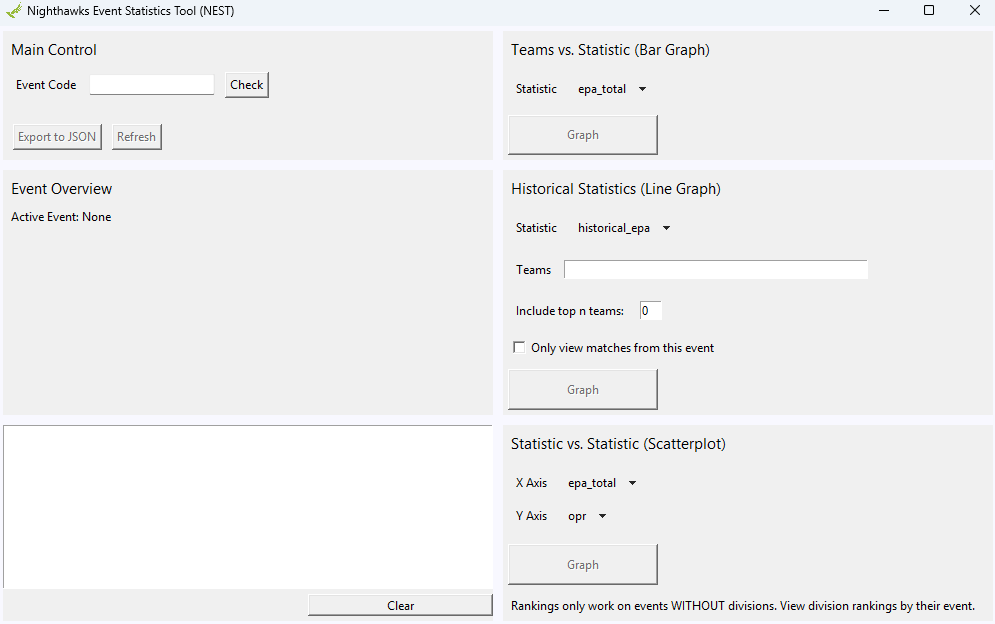 Nighthawks Event Statistics Tool (NEST)
Main Control
Event Code
Check
Export to JSON
Refresh
Event Overview
Active Event: None
Clear
Teams vs. Statistic (Bar Graph)
Statistic epa_total
Graph
Historical Statistics (Line Graph)
Statistic historical_epa
Teams
Include top n teams: 0
Only view matches from this event
Graph
Statistic vs. Statistic (Scatterplot)
X Axis epa_total
Y Axis opr
Graph
Rankings only work on events WITHOUT divisions. View division rankings by their event.